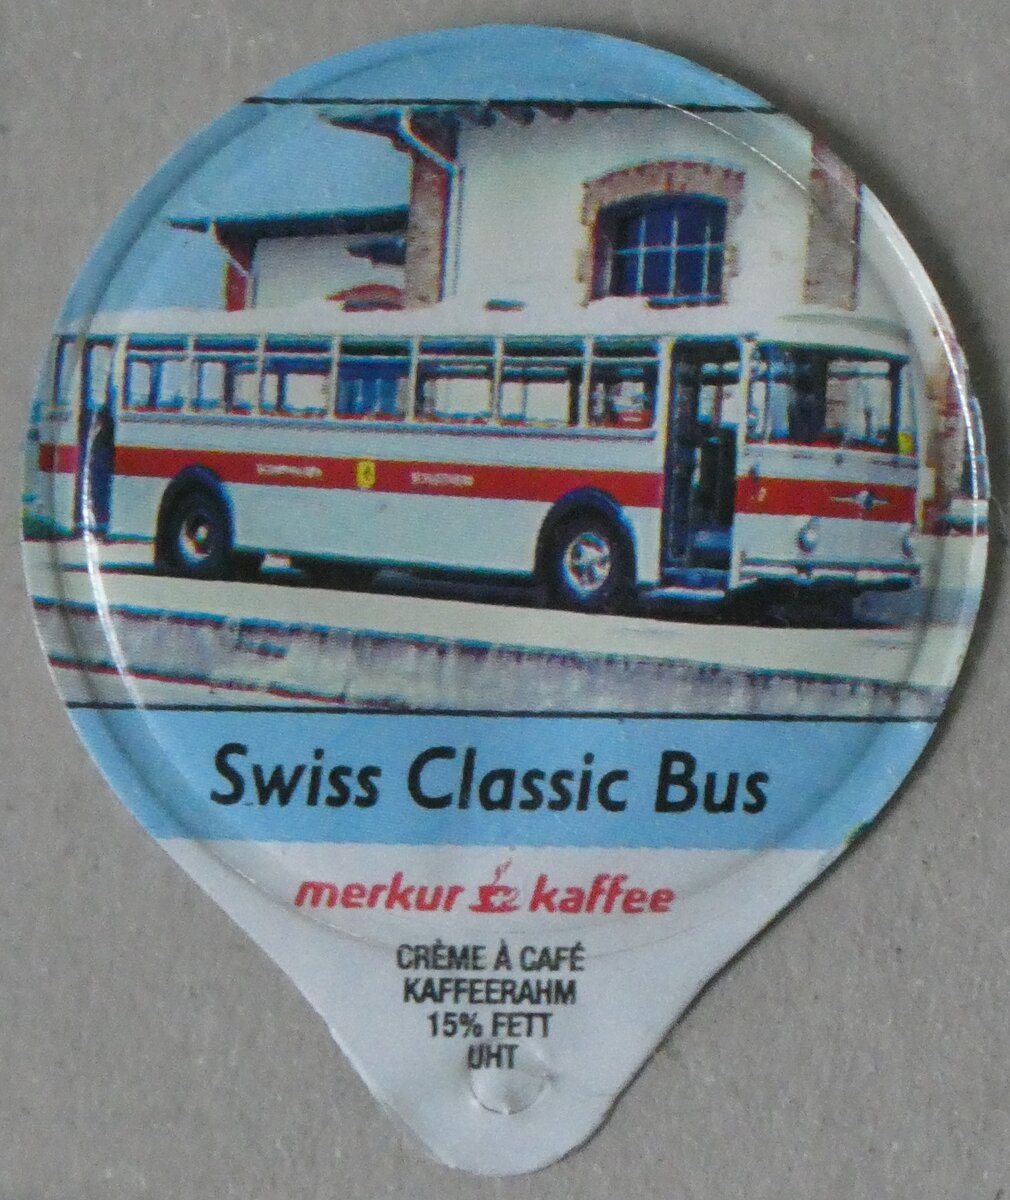 Swiss Classic Bus
merkur kaffee
CRÈME À CAFÉ
KAFFEERAHM
15% FETT
UHT